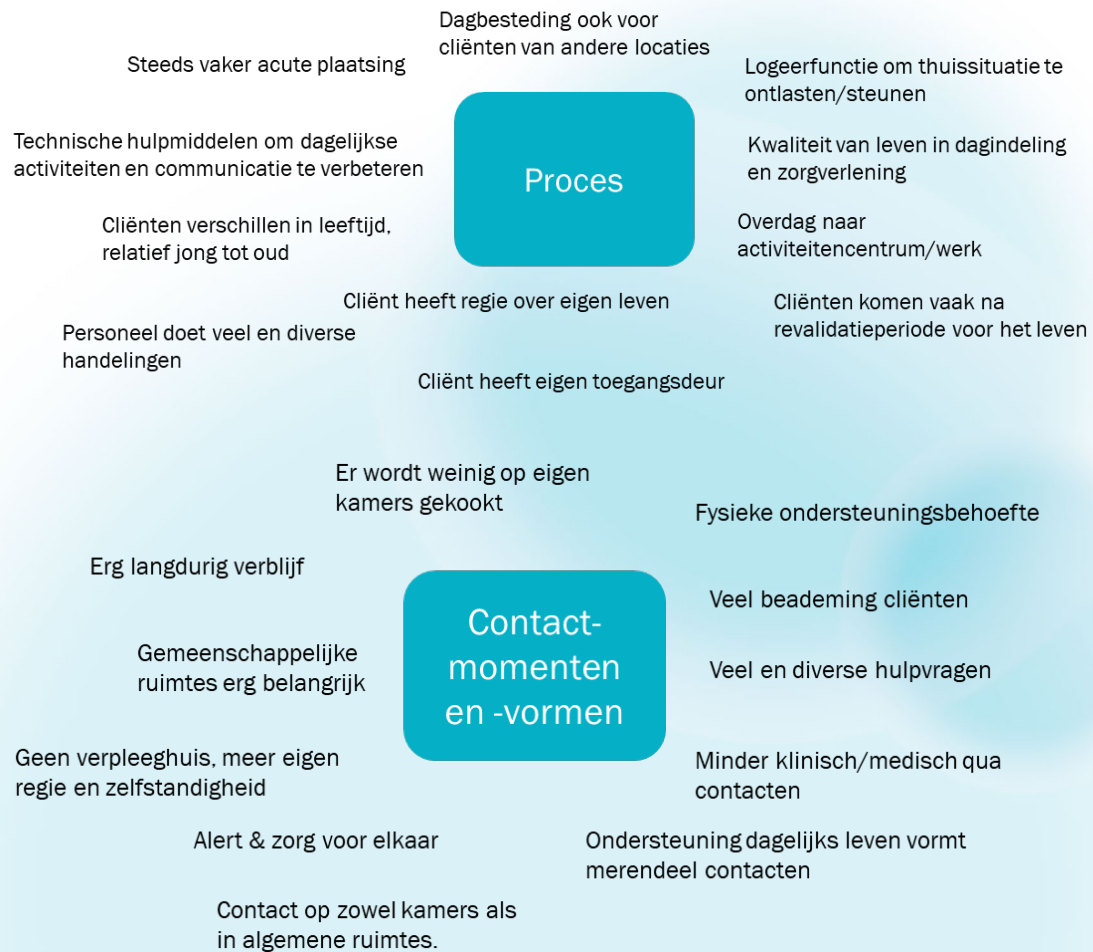 Dagbesteding ook voor
cliënten van andere locaties
Steeds vaker acute plaatsing
Logeerfunctie om thuissituatie te
ontlasten/steunen
Technische hulpmiddelen om dagelijkse
activiteiten en communicatie te verbeteren
Proces
Kwaliteit van leven in dagindeling
en zorgverlening
Cliënten verschillen in leeftijd,
relatief jong tot oud
Overdag naar
activiteitencentrum/werk
Cliënt heeft regie over eigen leven
Cliënten komen vaak na
revalidatieperiode voor het leven
Personeel doet veel en diverse
handelingen
Cliënt heeft eigen toegangsdeur
Er wordt weinig op eigen
kamers gekookt
Fysieke ondersteuningsbehoefte
Erg langdurig verblijf
Contact-
momenten
en -vormen
Veel beademing cliënten
Gemeenschappelijke
ruimtes erg belangrijk
Veel en diverse hulpvragen
Geen verpleeghuis, meer eigen
regie en zelfstandigheid
Minder klinisch/medisch qua
contacten
Alert & zorg voor elkaar
Ondersteuning dagelijks leven vormt
merendeel contacten
Contact op zowel kamers als
in algemene ruimtes.